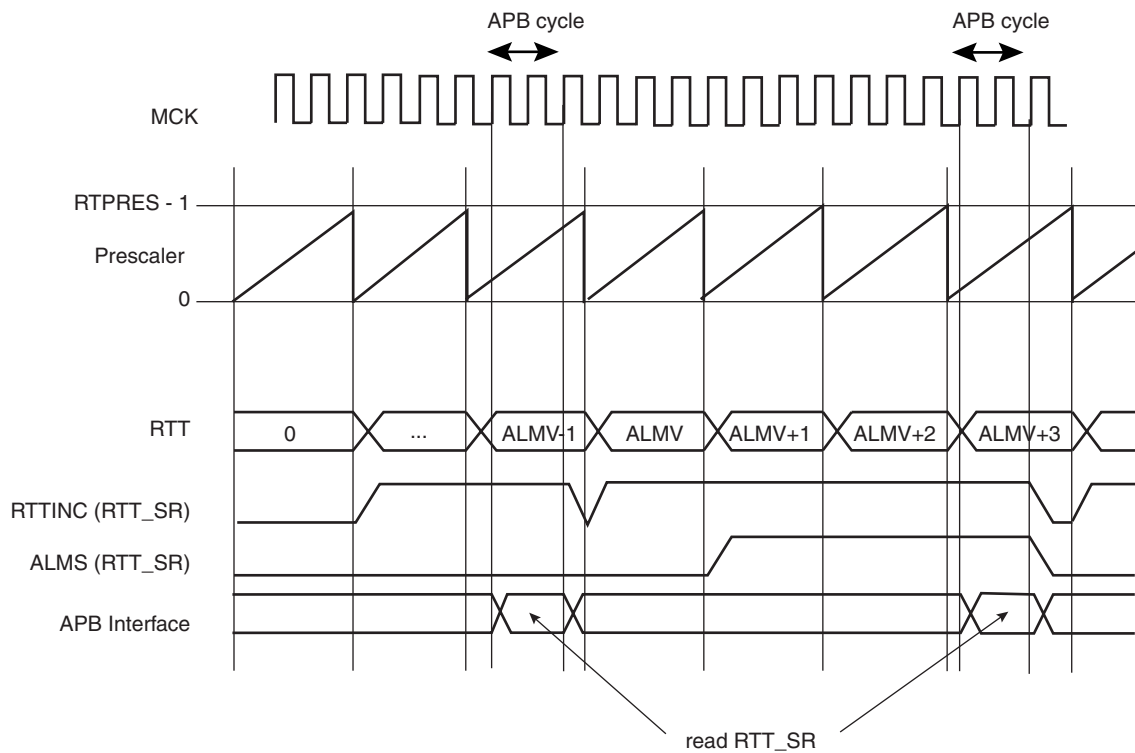 APB cycle
APB cycle
MCK
RTPRES - 1
Prescaler
0
RTT
0
...
ALMV-1
ALMV
ALMV+1
ALMV+2
ALMV+3
RTTINC (RTT_SR)
ALMS (RTT_SR)
APB Interface
read RTT_SR